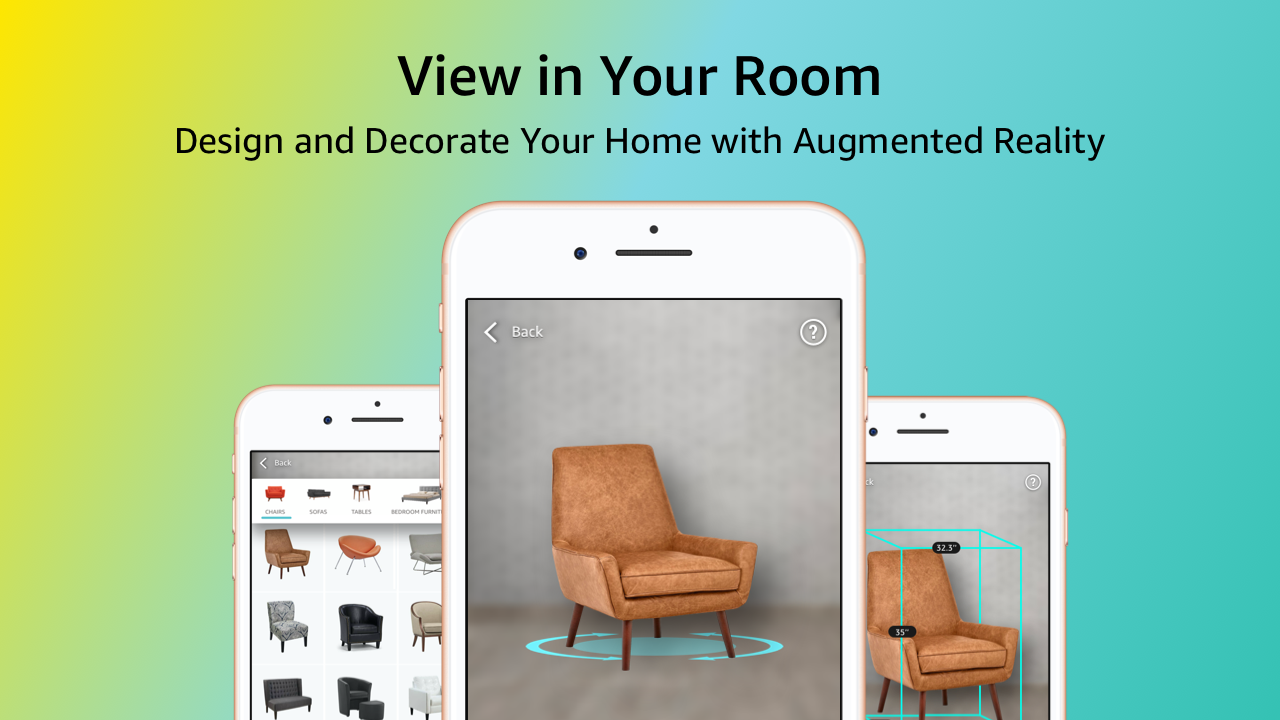 View in Your Room
Design and Decorate Your Home with Augmented Reality
Back
?
Back
CHAIRS
SOFAS
TABLES
BEDROOM FURNIT
ck
?
32.3"
35"